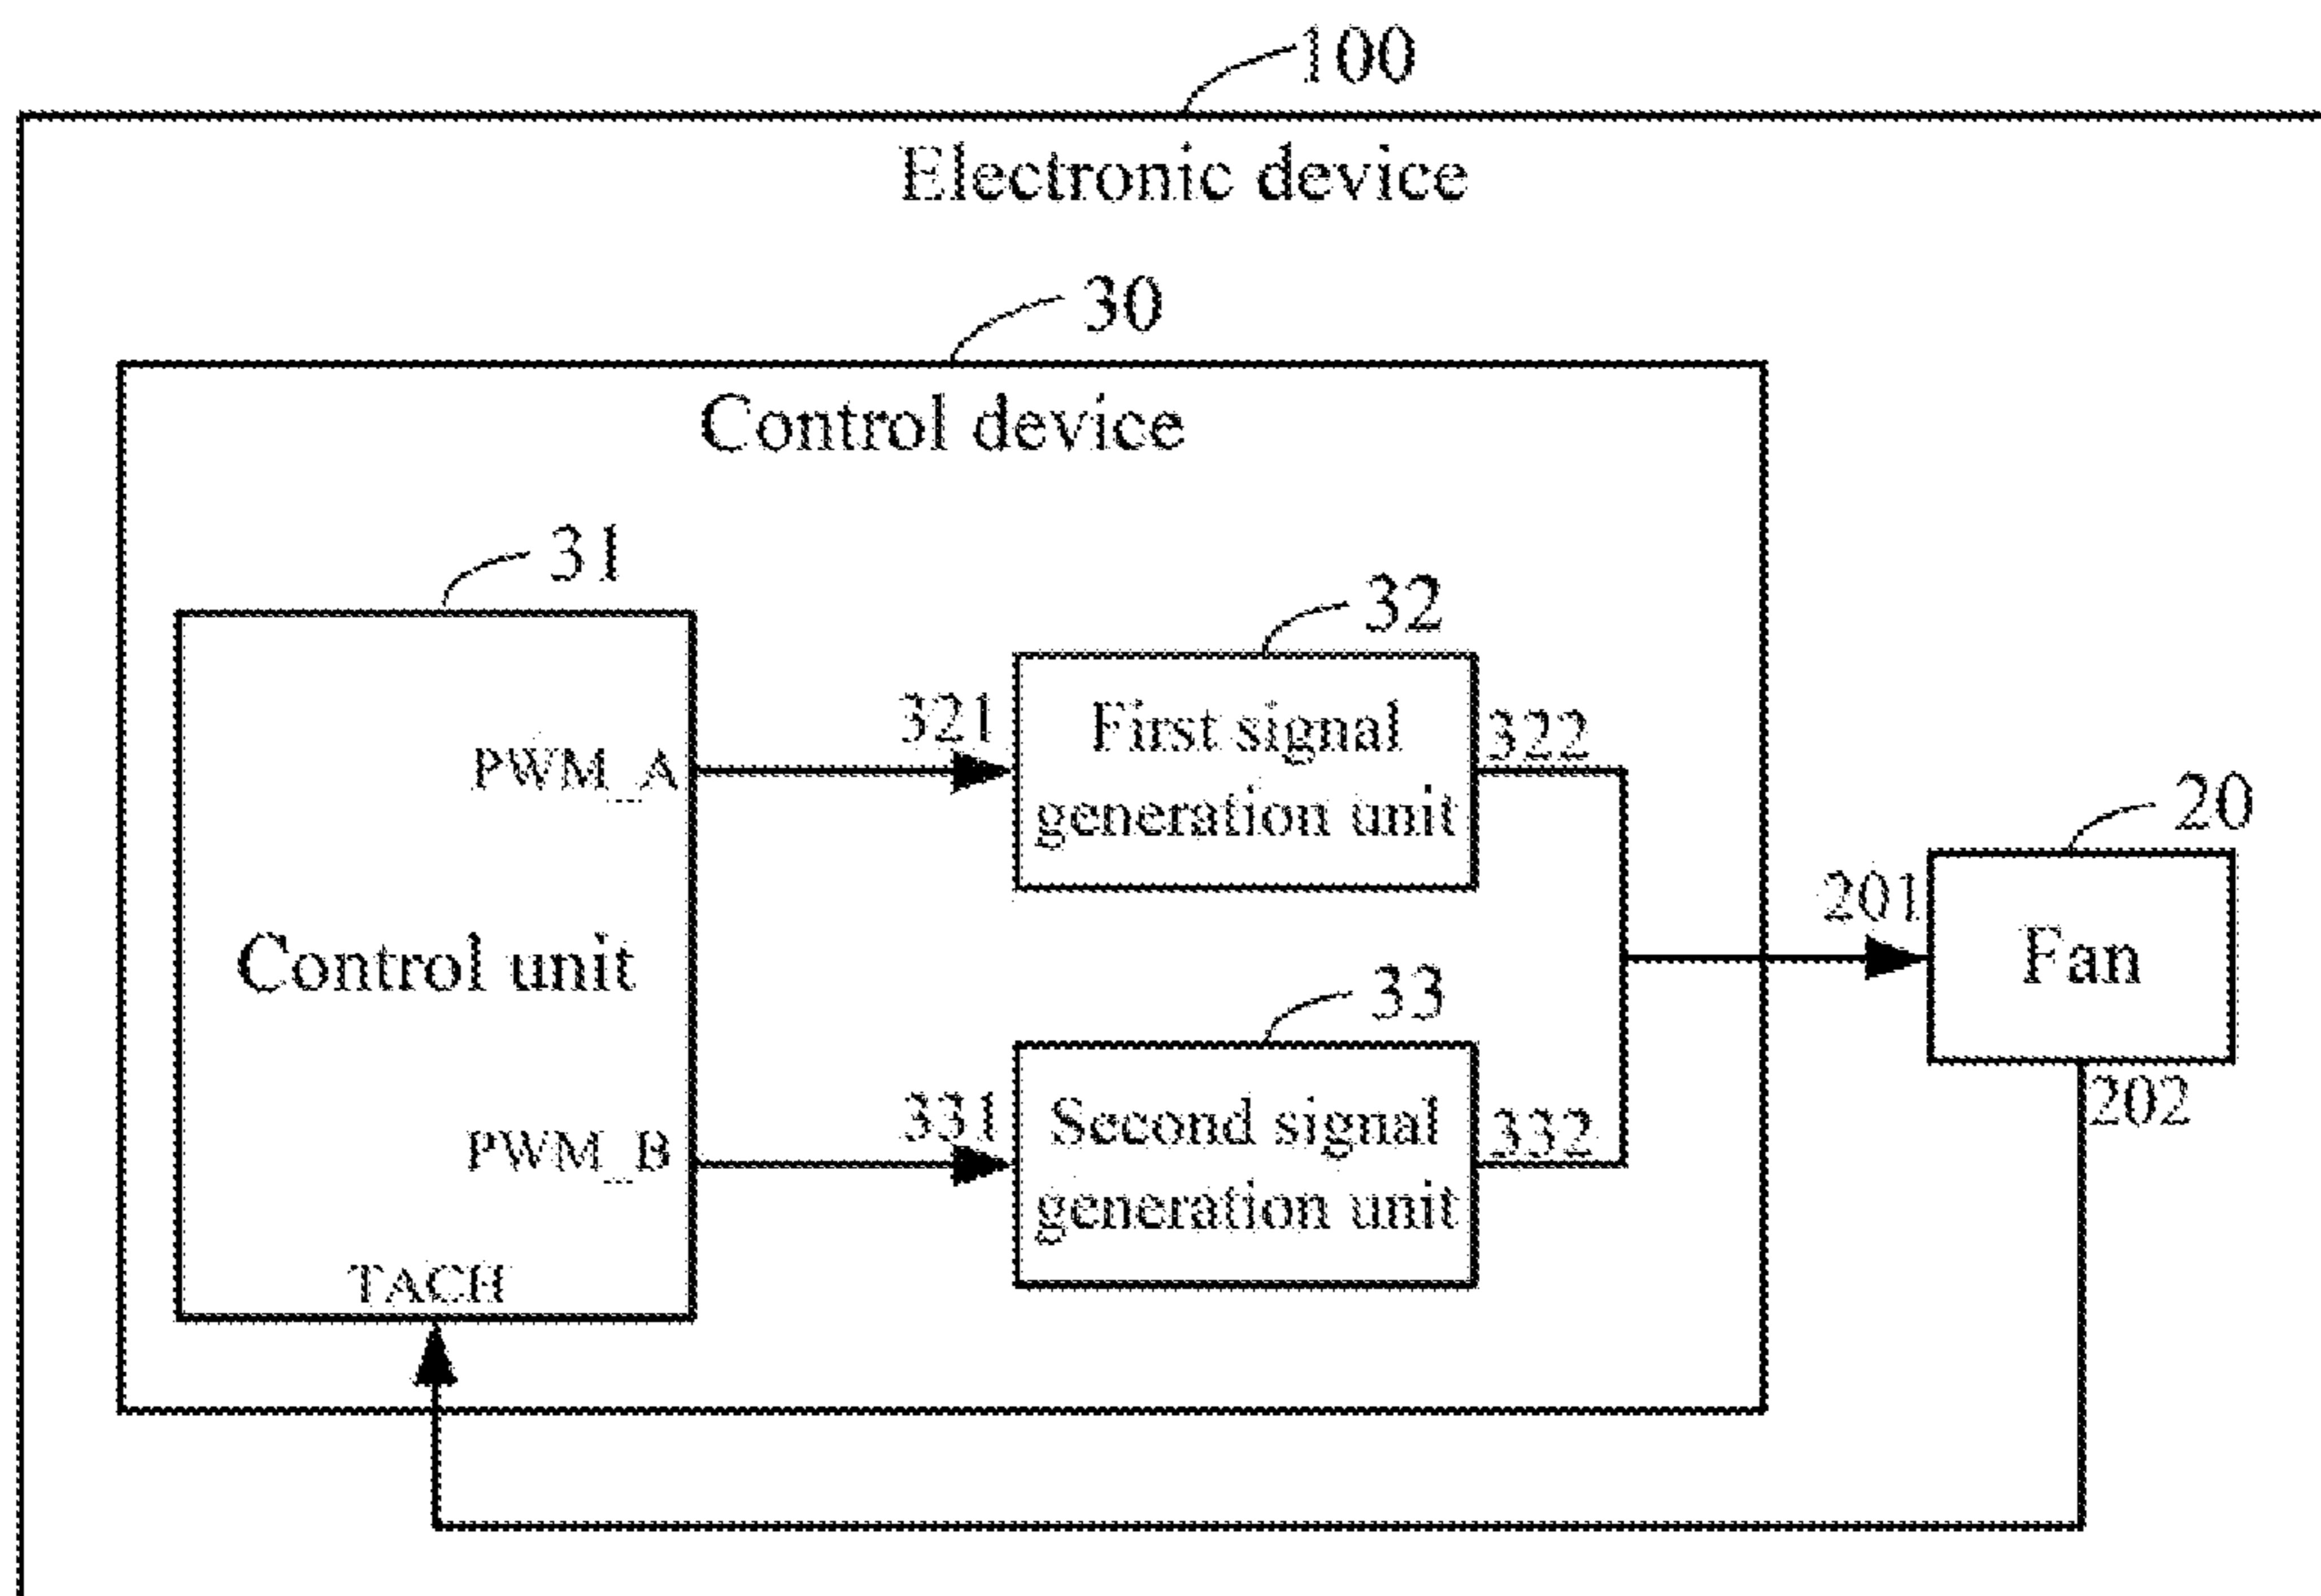 100
Electronic device
30
Control device
31
32
321
First signal
generation unit
322
PWM_A
20
201
Fan
Control unit
33
331
Second signal
generation unit
332
PWM_B
202
TACH